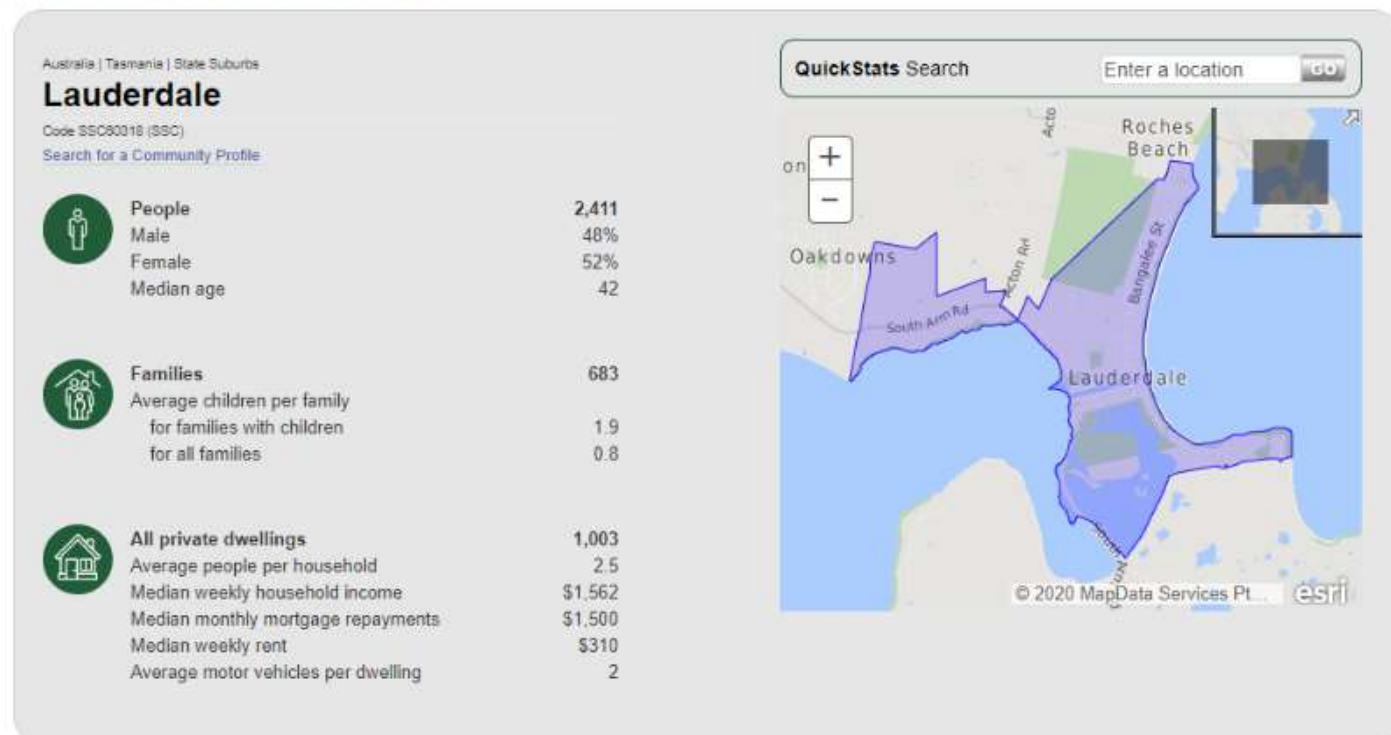 Australia | Tasmania | State Suburbs
Lauderdale
Code SSC60318 (SSC)
Search for a Community Profile
People 2,411
Male 48%
Female 52%
Median age 42
Families 683
Average children per family
for families with children 1.9
for all families 0.8
All private dwellings 1,003
Average people per household 2.5
Median weekly household income $1,562
Median monthly mortgage repayments $1,500
Median weekly rent $310
Average motor vehicles per dwelling 2
QuickStats Search Enter a location GO
Acto
Roches
Beach
on
+
−
Oakdowns
Acton Rd
Bangalee St
South Arm Rd
Lauderdale
South
© 2020 MapData Services Pt...
esri